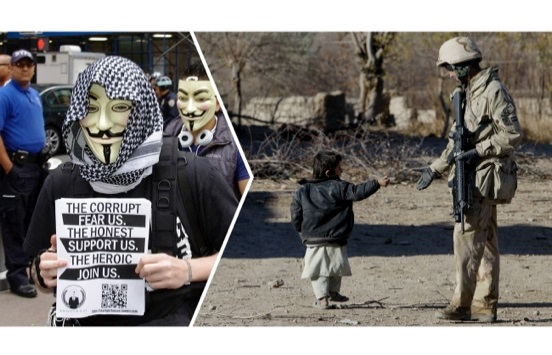 THE CORRUPT
FEAR US.
THE HONEST
SUPPORT US.
THE HEROIC
JOIN US.